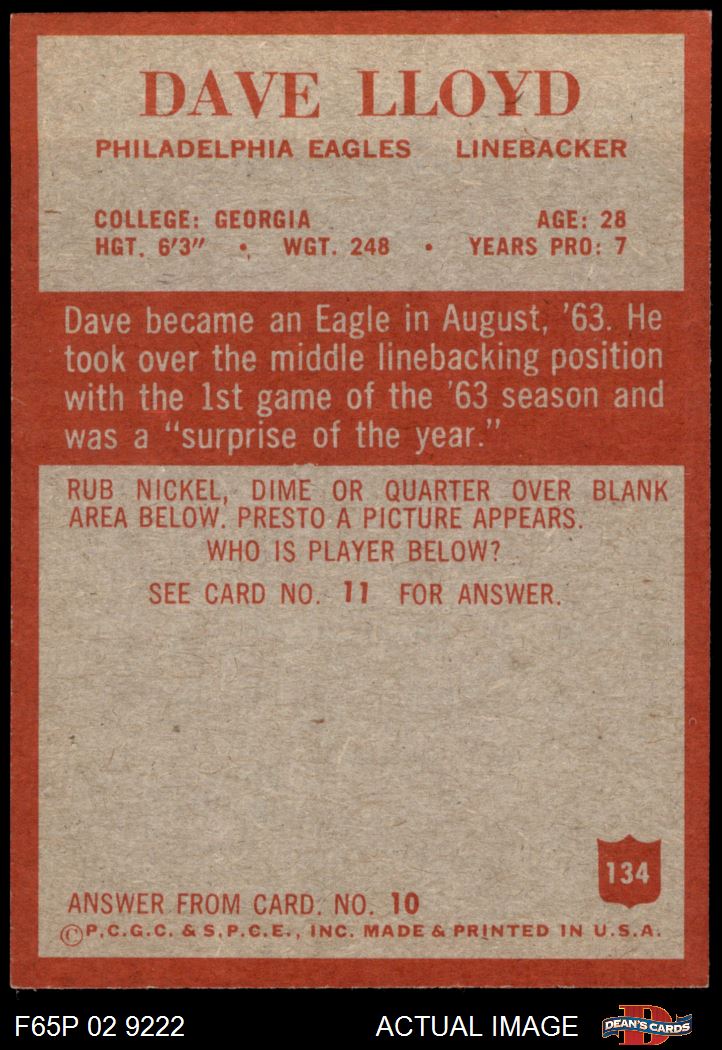 DAVE LLOYD
PHILADELPHIA EAGLES LINEBACKER
COLLEGE: GEORGIA AGE: 28
HGT. 6'3" • WGT. 248 • YEARS PRO: 7
Dave became an Eagle in August, '63. He
took over the middle linebacking position
with the 1st game of the '63 season and
was a “surprise of the year.”
RUB NICKEL, DIME OR QUARTER OVER BLANK
AREA BELOW. PRESTO A PICTURE APPEARS.
WHO IS PLAYER BELOW?
SEE CARD NO. 11 FOR ANSWER.
134
ANSWER FROM CARD. NO. 10
©P.C.G.C. & S.P.C.E., INC. MADE & PRINTED IN U.S.A.
F65P 02 9222 ACTUAL IMAGE
D
DEAN'S CARDS